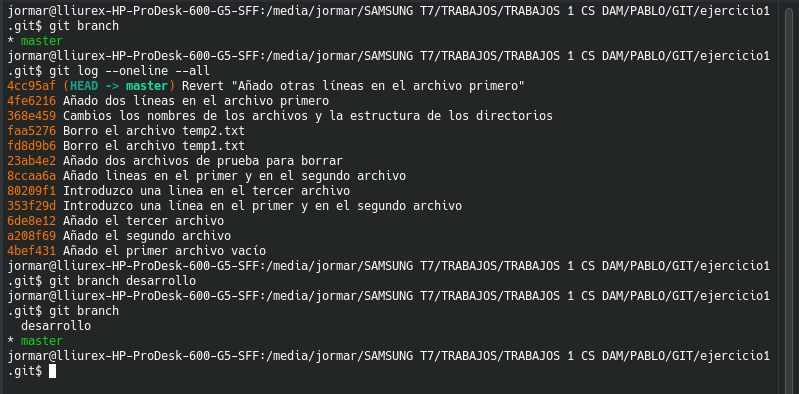 jormar@lliurex-HP-ProDesk-600-G5-SFF:/media/jormar/SAMSUNG T7/TRABAJOS/TRABAJOS 1 CS DAM/PABLO/GIT/ejercicio1
.git$ git branch
* master
jormar@lliurex-HP-ProDesk-600-G5-SFF:/media/jormar/SAMSUNG T7/TRABAJOS/TRABAJOS 1 CS DAM/PABLO/GIT/ejercicio1
.git$ git log --oneline --all
4cc95af (HEAD -> master) Revert "Añado otras líneas en el archivo primero"
4fe6216 Añado dos líneas en el archivo primero
368e459 Cambios los nombres de los archivos y la estructura de los directorios
faa5276 Borro el archivo temp2.txt
fd8d9b6 Borro el archivo temp1.txt
23ab4e2 Añado dos archivos de prueba para borrar
8ccaa6a Añado lineas en el primer y en el segundo archivo
80209f1 Introduzco una linea en el tercer archivo
353f29d Introduzco una línea en el primer y en el segundo archivo
6de8e12 Añado el tercer archivo
a208f69 Añado el segundo archivo
4bef431 Añado el primer archivo vacío
jormar@lliurex-HP-ProDesk-600-G5-SFF:/media/jormar/SAMSUNG T7/TRABAJOS/TRABAJOS 1 CS DAM/PABLO/GIT/ejercicio1
.git$ git branch desarrollo
jormar@lliurex-HP-ProDesk-600-G5-SFF:/media/jormar/SAMSUNG T7/TRABAJOS/TRABAJOS 1 CS DAM/PABLO/GIT/ejercicio1
.git$ git branch
  desarrollo
* master
jormar@lliurex-HP-ProDesk-600-G5-SFF:/media/jormar/SAMSUNG T7/TRABAJOS/TRABAJOS 1 CS DAM/PABLO/GIT/ejercicio1
.git$